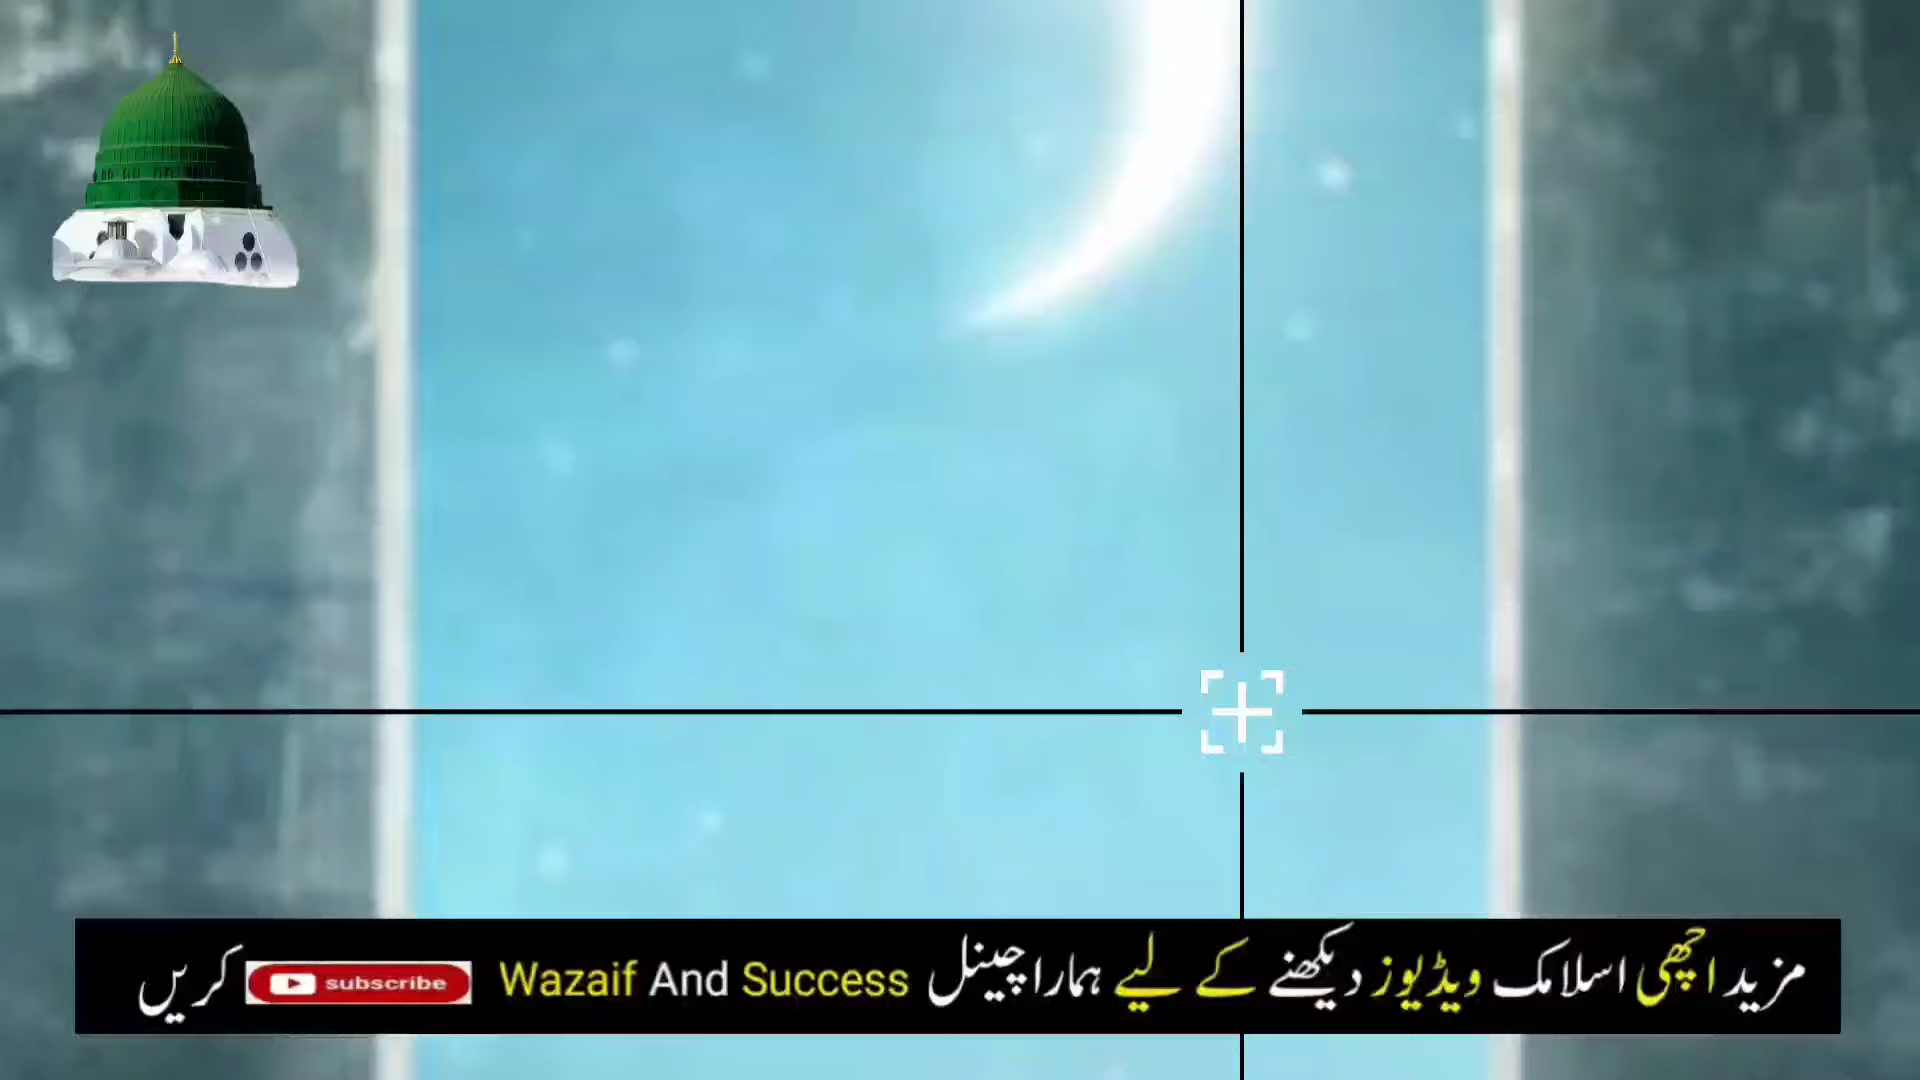 مزید اچھی اسلامک ویڈیوز دیکھنے کے لیے ہمارا چینل Wazaif And Success subscribe کریں